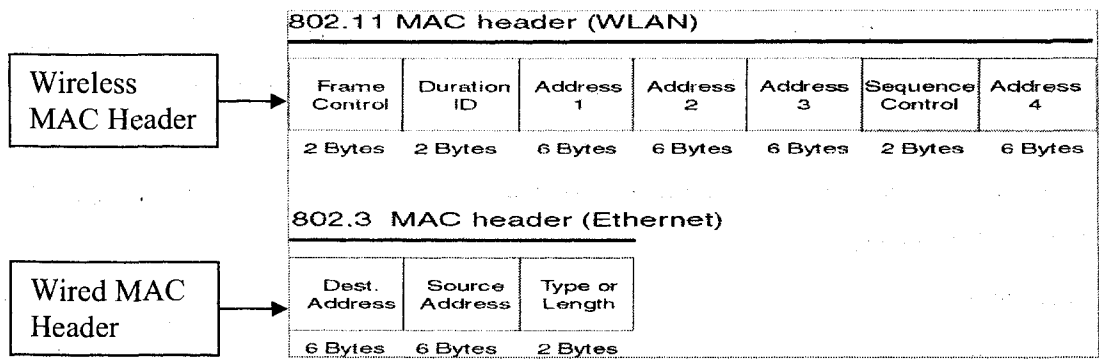 802.11 MAC header (WLAN)
Wireless
MAC Header
Frame
Control
Duration
ID
Address
1
Address
2
Address
3
Sequence
Control
Address
4
2 Bytes
2 Bytes
6 Bytes
6 Bytes
6 Bytes
2 Bytes
6 Bytes
802.3 MAC header (Ethernet)
Wired MAC
Header
Dest.
Address
Source
Address
Type or
Length
6 Bytes
6 Bytes
2 Bytes